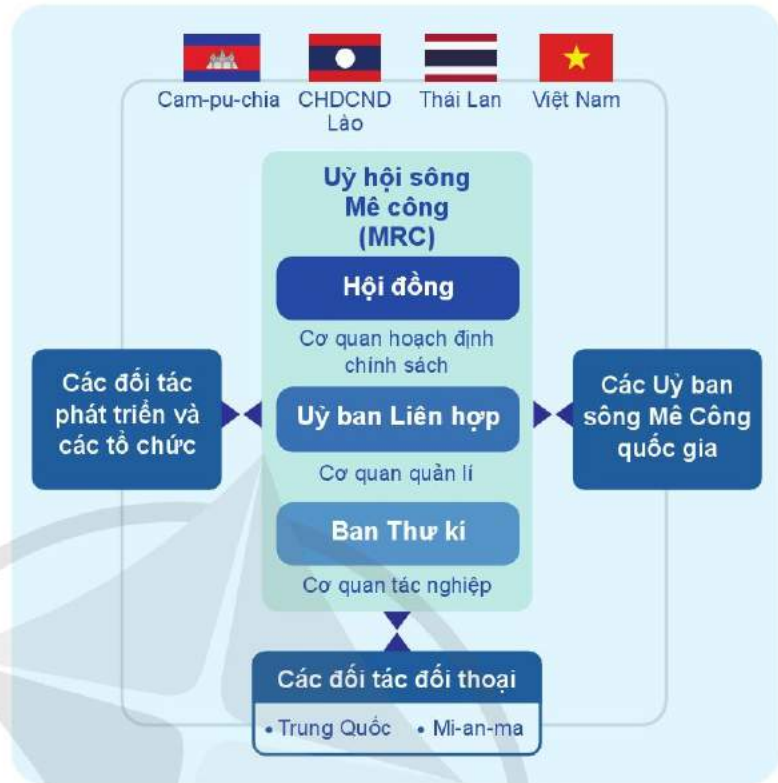 Cam-pu-chia
CHDCND
Lào
Thái Lan
Việt Nam
Uỷ hội sông
Mê công
(MRC)
Hội đồng
Cơ quan hoạch định
chính sách
Các đối tác
phát triển và
các tổ chức
Uỷ ban Liên hợp
Cơ quan quản lí
Các Uỷ ban
sông Mê Công
quốc gia
Ban Thư kí
Cơ quan tác nghiệp
Các đối tác đối thoại
• Trung Quốc • Mi-an-ma